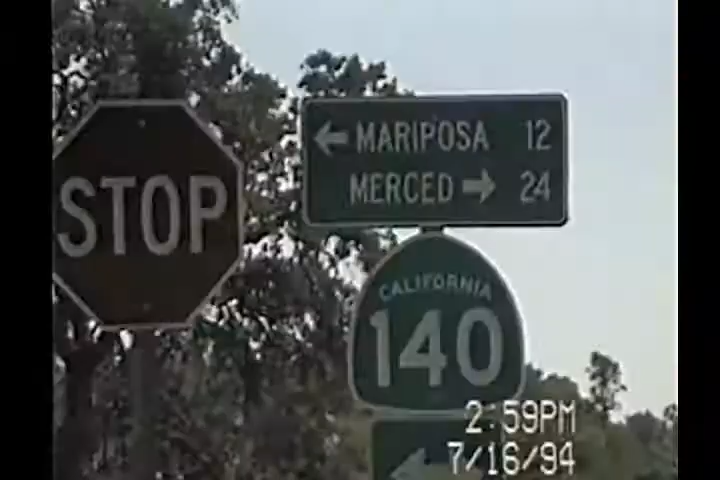 STOP
← MARIPOSA 12
MERCED → 24
CALIFORNIA
140
2:59PM
7/16/94